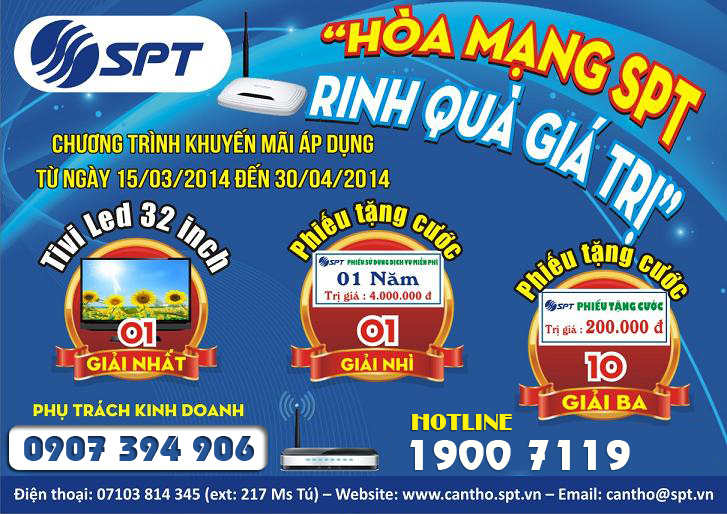 SPT
“HÒA MẠNG SPT
RINH QUÀ GIÁ TRỊ”
CHƯƠNG TRÌNH KHUYẾN MÃI ÁP DỤNG
TỪ NGÀY 15/03/2014 ĐẾN 30/04/2014
Tivi Led 32 inch
01
GIẢI NHẤT
Phiếu tặng cước
SPT PHIẾU SỬ DỤNG DỊCH VỤ MIỄN PHÍ
01 Năm
Trị giá : 4.000.000 đ
01
GIẢI NHÌ
Phiếu tặng cước
SPT PHIẾU TẶNG CƯỚC
Trị giá : 200.000 đ
10
GIẢI BA
PHỤ TRÁCH KINH DOANH
0907 394 906
HOTLINE
1900 7119
Điện thoại: 07103 814 345 (ext: 217 Ms Tú) – Website: www.cantho.spt.vn – Email: cantho@spt.vn